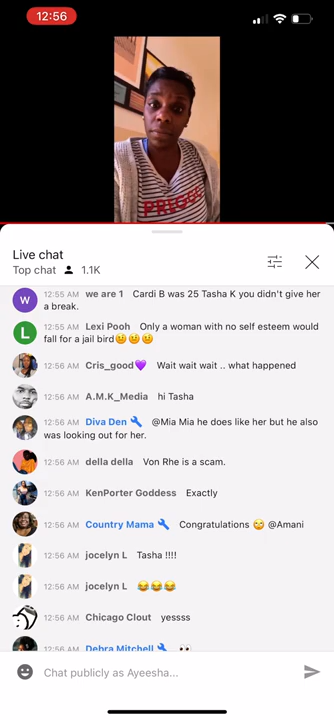 12:56
PREGGE
Live chat
Top chat 1.1K
12:55 AM we are 1 Cardi B was 25 Tasha K you didn't give her
a break.
12:55 AM Lexi Pooh Only a woman with no self esteem would
fall for a jail bird😕😕😕
12:56 AM Cris_good💜 Wait wait wait .. what happened
12:56 AM A.M.K_Media hi Tasha
12:56 AM Diva Den @Mia Mia he does like her but he also
was looking out for her.
12:56 AM della della Von Rhe is a scam.
12:56 AM KenPorter Goddess Exactly
12:56 AM Country Mama Congratulations 🙄 @Amani
12:56 AM jocelyn L Tasha !!!!
12:56 AM jocelyn L 😂😂😂
12:56 AM Chicago Clout yessss
12:56 AM Debra Mitchell 👀
Chat publicly as Ayeesha...